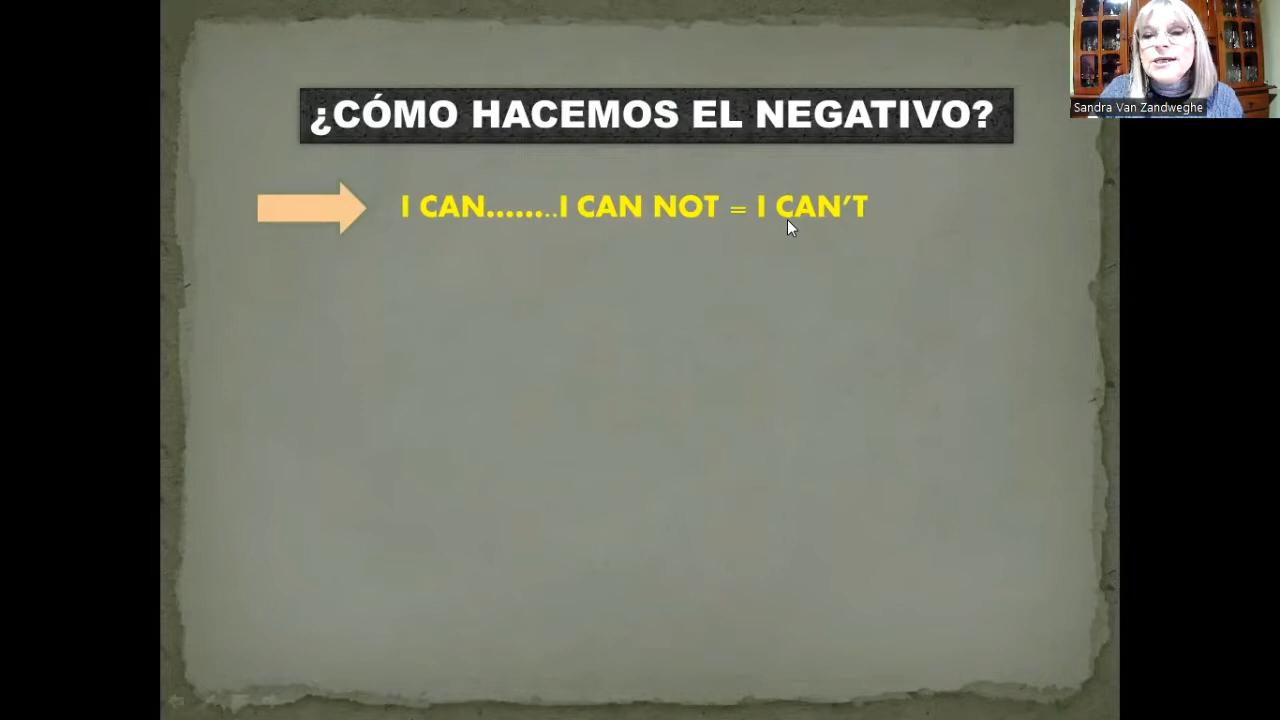 ¿CÓMO HACEMOS EL NEGATIVO?
I CAN.........I CAN NOT = I CAN'T
Sandra Van Zandweghe